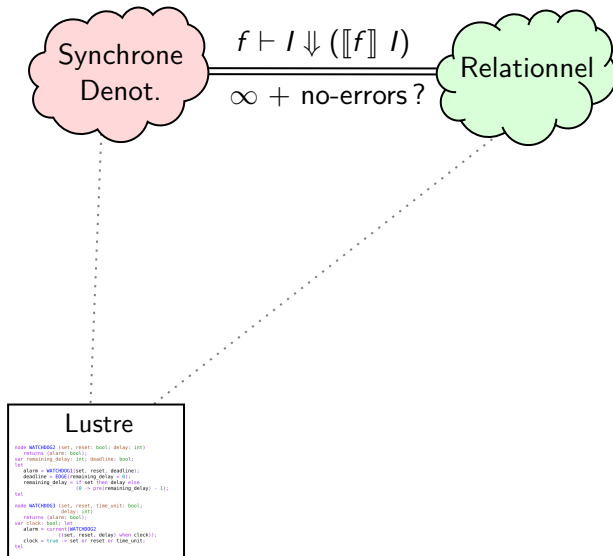 f ⊢ I ⇓ (⟦f⟧ I)
Synchrone
Denot.
Relationnel
∞ + no-errors ?
Lustre
node WATCHDOG2 (set, reset: bool; delay: int)
returns (alarm: bool);
var remaining_delay: int; deadline: bool;
let
alarm = WATCHDOG1(set, reset, deadline);
deadline = EDGE(remaining_delay = 0);
remaining_delay = if set then delay else
(0 -> pre(remaining_delay) - 1);
tel
node WATCHDOG3 (set, reset, time_unit: bool;
delay: int)
returns (alarm: bool);
var clock: bool; let
alarm = current(WATCHDOG2
((set, reset, delay) when clock));
clock = true -> set or reset or time_unit;
tel